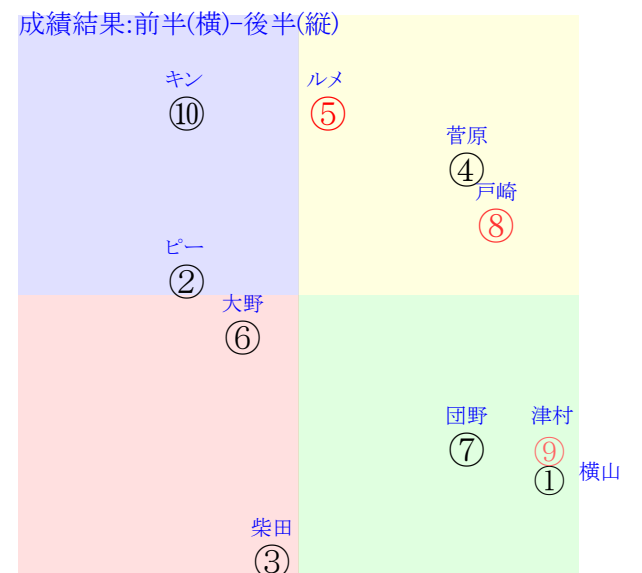 成績結果:前半(横)-後半(縦)
キン
ルメ
⑩
⑤
菅原
④
戸崎
⑧
ピー
②
大野
⑥
団野
津村
⑦
⑨
①
横山
柴田
③